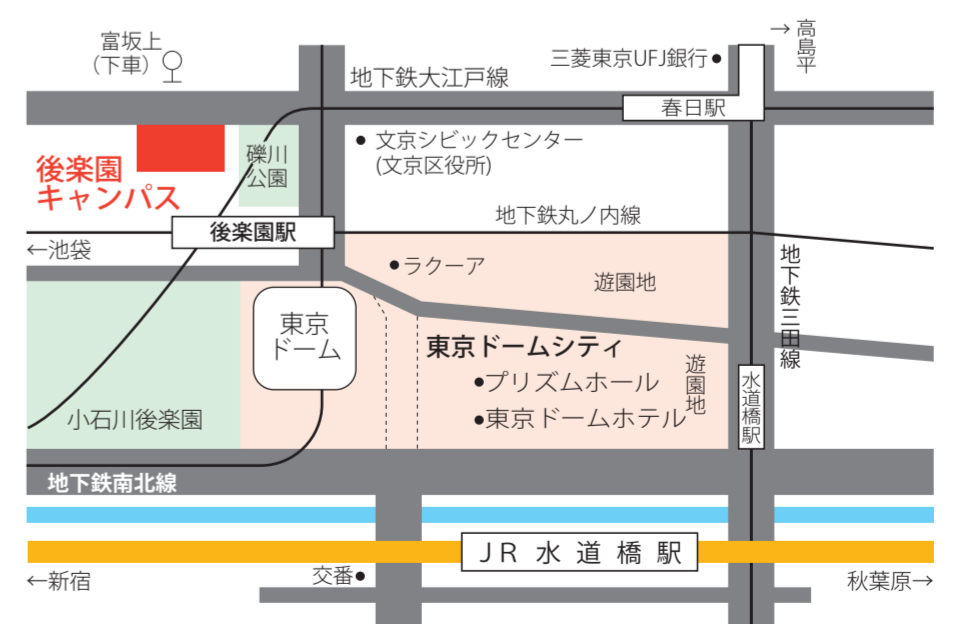 富坂上
(下車)
→高島平
三菱東京UFJ銀行
地下鉄大江戸線
春日駅
後楽園
キャンパス
礫川
公園
文京シビックセンター
(文京区役所)
地下鉄丸ノ内線
後楽園駅
←池袋
ラクーア
遊園地
地下鉄三田線
東京
ドーム
東京ドームシティ
プリズムホール
東京ドームホテル
遊園地
水道橋駅
小石川後楽園
地下鉄南北線
JR水道橋駅
←新宿
交番
秋葉原→